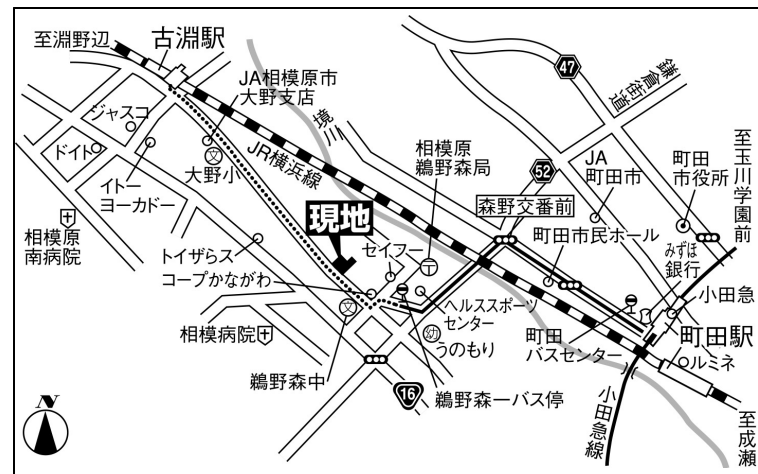 至淵野辺
古淵駅
JA相模原市
大野支店
ジャスコ
ドイト
イトー
ヨーカドー
大野小
文
JR横浜線
境川
相模原
鵜野森局
47
鎌倉街道
52
JA
町田市
町田
市役所
至玉川学園前
森野交番前
現地
相模原
南病院
トイザらス
コープかながわ
セイフー
町田市民ホール
みずほ
銀行
小田急
ヘルススポーツ
センター
相模病院
文
幼
うのもり
町田
バスセンター
町田駅
ルミネ
鵜野森中
16
鵜野森一バス停
小田急線
至成瀬
N